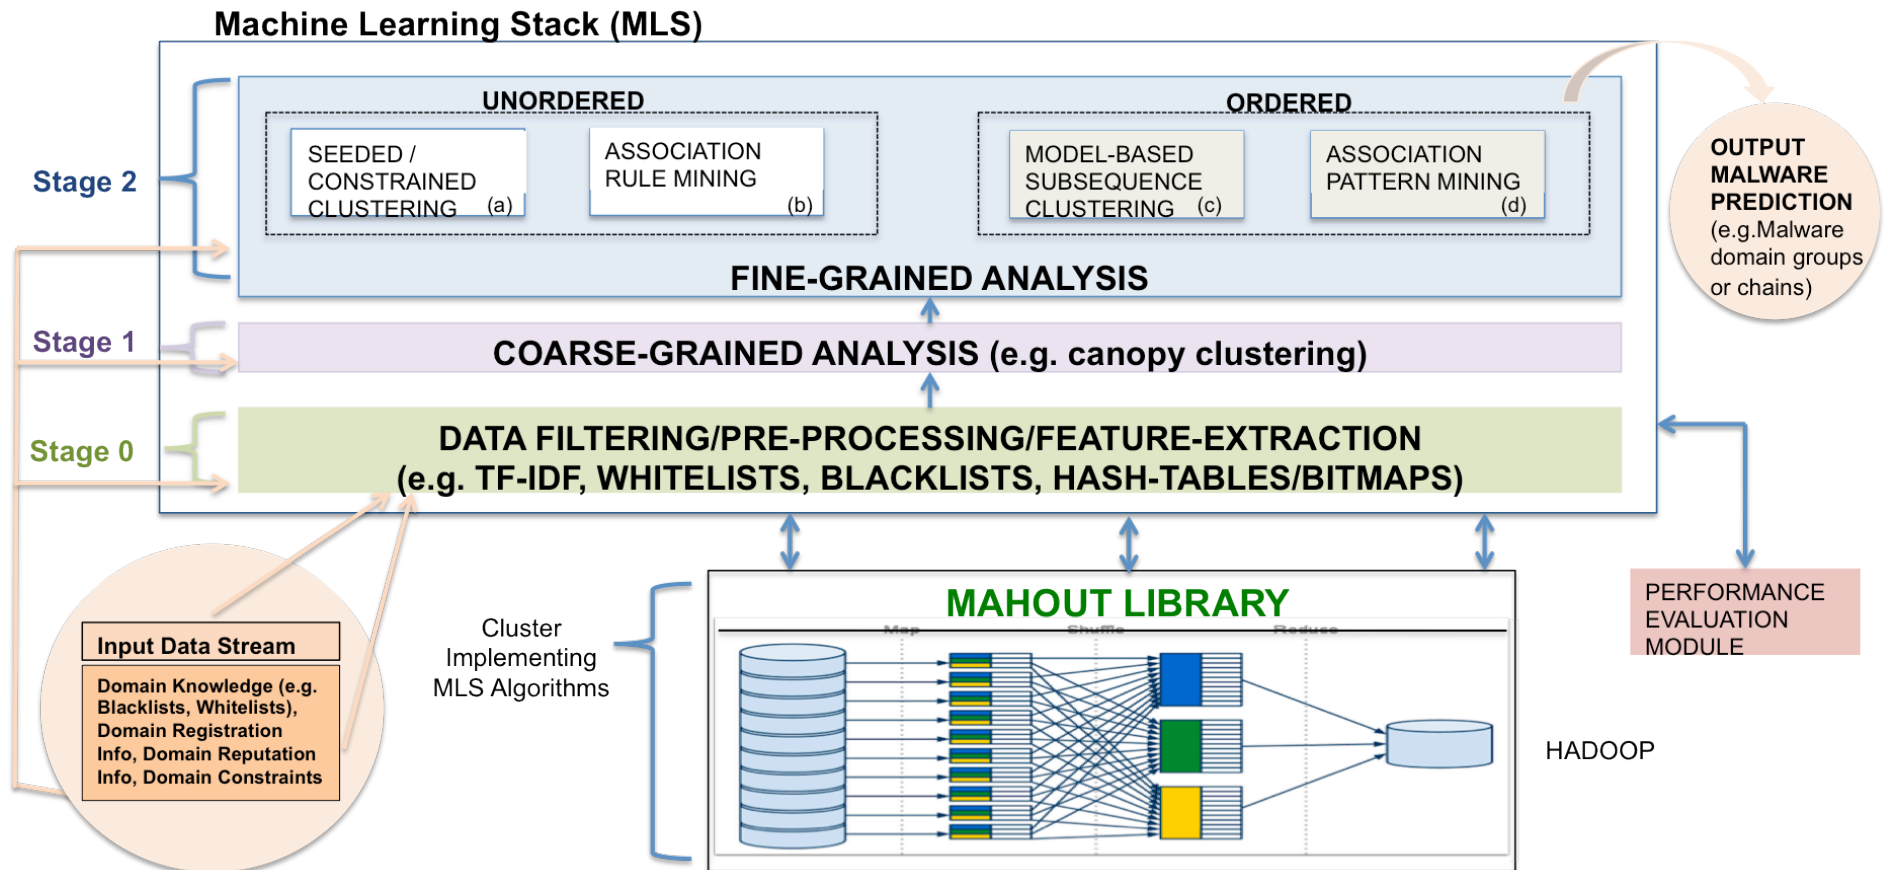 Machine Learning Stack (MLS)
UNORDERED
ORDERED
SEEDED /
CONSTRAINED
CLUSTERING (a)
ASSOCIATION
RULE MINING
(b)
MODEL-BASED
SUBSEQUENCE
CLUSTERING (c)
ASSOCIATION
PATTERN MINING
(d)
Stage 2
FINE-GRAINED ANALYSIS
OUTPUT
MALWARE
PREDICTION
(e.g.Malware
domain groups
or chains)
Stage 1
COARSE-GRAINED ANALYSIS (e.g. canopy clustering)
Stage 0
DATA FILTERING/PRE-PROCESSING/FEATURE-EXTRACTION
(e.g. TF-IDF, WHITELISTS, BLACKLISTS, HASH-TABLES/BITMAPS)
Input Data Stream
Domain Knowledge (e.g.
Blacklists, Whitelists),
Domain Registration
Info, Domain Reputation
Info, Domain Constraints
Cluster
Implementing
MLS Algorithms
MAHOUT LIBRARY
Map
Shuffle
Reduce
HADOOP
PERFORMANCE
EVALUATION
MODULE